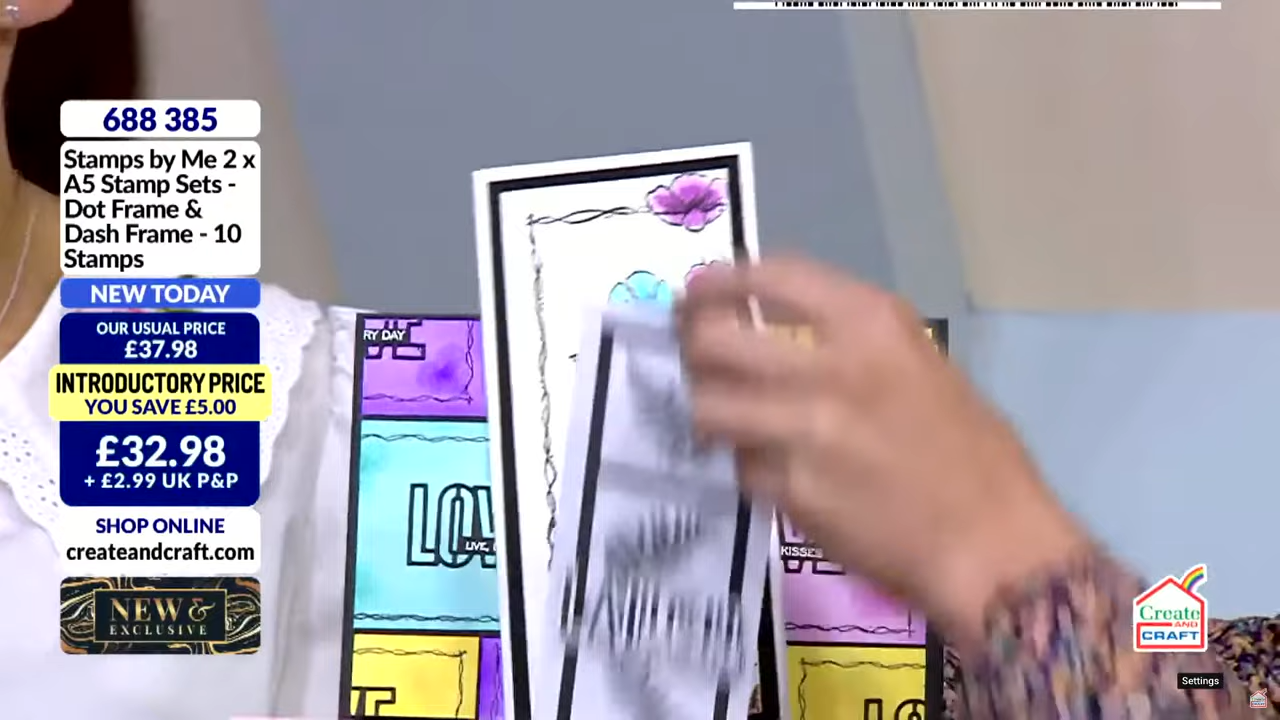 688 385
Stamps by Me 2 x
A5 Stamp Sets -
Dot Frame &
Dash Frame - 10
Stamps
NEW TODAY
OUR USUAL PRICE
£37.98
INTRODUCTORY PRICE
YOU SAVE £5.00
£32.98
+ £2.99 UK P&P
SHOP ONLINE
createandcraft.com
NEW &
EXCLUSIVE
RY DAY
LOV
LIVE,
KISSES
LO
Create
AND
CRAFT
Settings